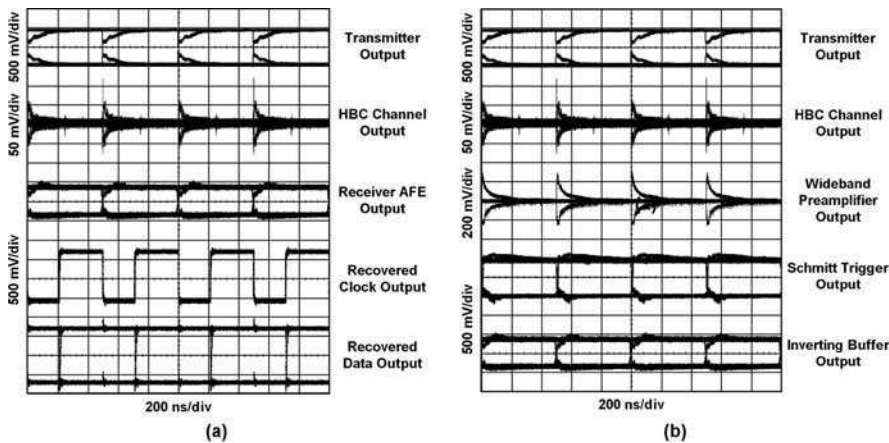 500 mV/div
50 mV/div
500 mV/div
Transmitter
Output
HBC Channel
Output
Receiver AFE
Output
Recovered
Clock Output
Recovered
Data Output
200 ns/div
(a)
500 mV/div
50 mV/div
200 mV/div
500 mV/div
Transmitter
Output
HBC Channel
Output
Wideband
Preamplifier
Output
Schmitt Trigger
Output
Inverting Buffer
Output
200 ns/div
(b)